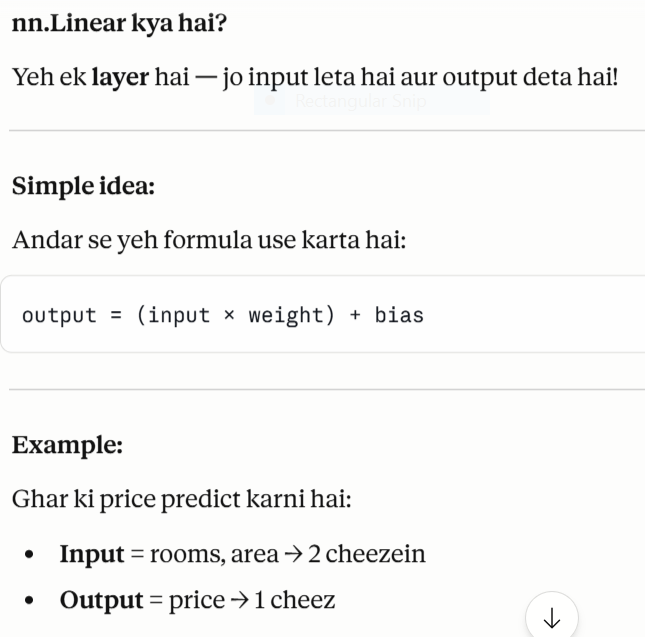 nn.Linear kya hai?
Yeh ek layer hai — jo input leta hai aur output deta hai!
Rectangular Snip
Simple idea:
Andar se yeh formula use karta hai:
output = (input × weight) + bias
Example:
Ghar ki price predict karni hai:
• Input = rooms, area → 2 cheezein
• Output = price → 1 cheez